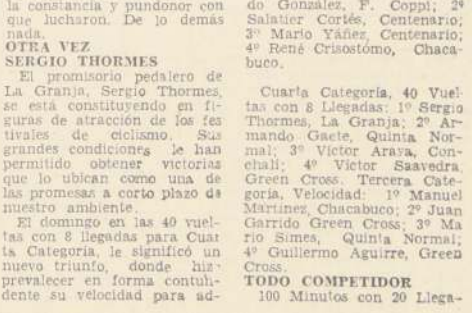 la constancia y pundonor con
que lucharon. De lo demás
nada.
OTRA VEZ
SERGIO THORMES
El promisorio pedalero de
La Granja, Sergio Thormes,
se está constituyendo en fi-
guras de atracción de los fes
tivales de ciclismo. Sus
grandes condiciones le han
permitido obtener victorias
que lo ublcan como una de
las promesas a corto plazo de
nuestro ambiente.
El domingo en las 40 vuel-
tas con 8 llegadas para Cuar
ta Categoría, le significó un
nuevo triunfo, donde hiz-
prevalecer en forma contun-
dente su velocidad para ad-
do González, F. Coppi; 2º
Salatier Cortés, Centenario;
3º Mario Yáñez, Centenario;
4º René Crisóstomo, Chaca-
buco.
Cuarta Categoría, 40 Vuel-
tas con 8 Llegadas: 1º Sergio
Thormes, La Granja; 2º Ar-
mando Gaete, Quinta Nor-
mal; 3º Víctor Araya, Con-
chalí; 4º Víctor Saavedra,
Green Cross. Tercera Cate-
goría, Velocidad: 1º Manuel
Martínez, Chacabuco; 2º Juan
Garrido Green Cross; 3º Ma
rio Simes, Quinta Normal;
4º Guillermo Aguirre, Green
Cross.
TODO COMPETIDOR
100 Minutos con 20 Llega-